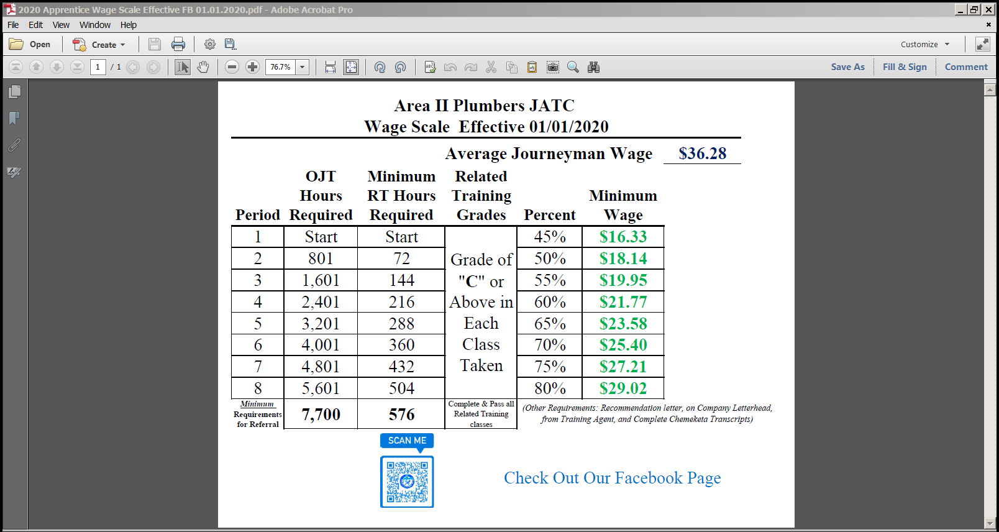 2020 Apprentice Wage Scale Effective FB 01.01.2020.pdf - Adobe Acrobat Pro
File Edit View Window Help
Open Create Customize
1 / 1 76.7% Save As Fill & Sign Comment
Area II Plumbers JATC
Wage Scale Effective 01/01/2020
Average Journeyman Wage $36.28
OJT Minimum Related
Hours RT Hours Training Minimum
Period Required Required Grades Percent Wage
1 Start Start 45% $16.33
2 801 72 Grade of 50% $18.14
3 1,601 144 "C" or 55% $19.95
4 2,401 216 Above in 60% $21.77
5 3,201 288 Each 65% $23.58
6 4,001 360 Class 70% $25.40
7 4,801 432 Taken 75% $27.21
8 5,601 504 80% $29.02
Minimum Complete & Pass all (Other Requirements: Recommendation letter, on Company Letterhead,
Requirements 7,700 576 Related Training from Training Agent, and Complete Chemeketa Transcripts)
for Referral classes
SCAN ME
Check Out Our Facebook Page